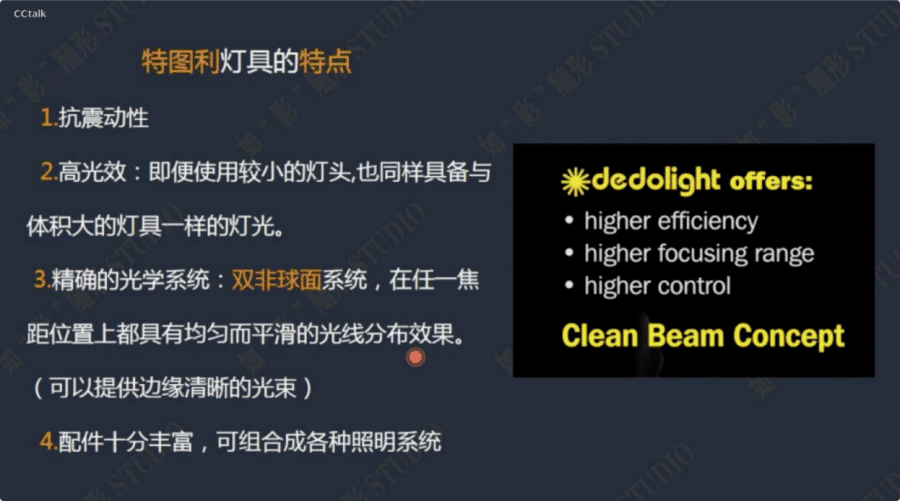 CCtalk
特图利灯具的特点
1.抗震动性
2.高光效：即便使用较小的灯头,也同样具备与
体积大的灯具一样的灯光。
3.精确的光学系统：双非球面系统，在任一焦
距位置上都具有均匀而平滑的光线分布效果。
（可以提供边缘清晰的光束）
4.配件十分丰富，可组合成各种照明系统
dedolight offers:
• higher efficiency
• higher focusing range
• higher control
Clean Beam Concept
如“影”随形 STUDIO